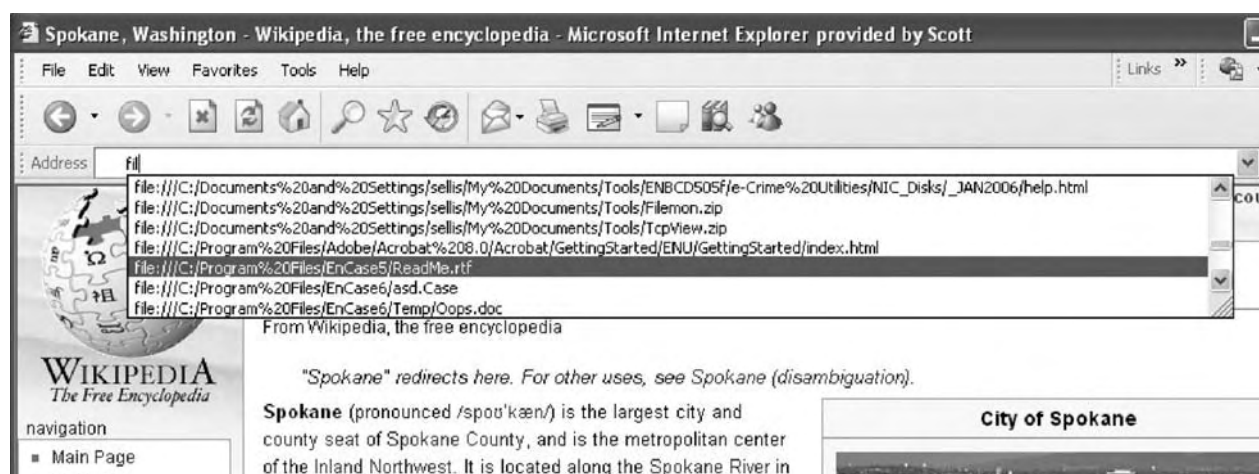 Spokane, Washington - Wikipedia, the free encyclopedia - Microsoft Internet Explorer provided by Scott
File Edit View Favorites Tools Help
Links »
Address fil
file:///C:/Documents%20and%20Settings/sellis/My%20Documents/Tools/ENBCD505f/e-Crime%20Utilities/NIC_Disks/_JAN2006/help.html
file:///C:/Documents%20and%20Settings/sellis/My%20Documents/Tools/Filemon.zip
file:///C:/Documents%20and%20Settings/sellis/My%20Documents/Tools/TcpView.zip
file:///C:/Program%20Files/Adobe/Acrobat%208.0/Acrobat/GettingStarted/ENU/GettingStarted/index.html
file:///C:/Program%20Files/EnCase5/ReadMe.rtf
file:///C:/Program%20Files/EnCase6/asd.Case
file:///C:/Program%20Files/EnCase6/Temp/Oops.doc
cou
Ω
祖
WIKIPEDIA
The Free Encyclopedia
navigation
Main Page
From Wikipedia, the free encyclopedia
"Spokane" redirects here. For other uses, see Spokane (disambiguation).
Spokane (pronounced /spoʊ'kæn/) is the largest city and
county seat of Spokane County, and is the metropolitan center
of the Inland Northwest. It is located along the Spokane River in
City of Spokane